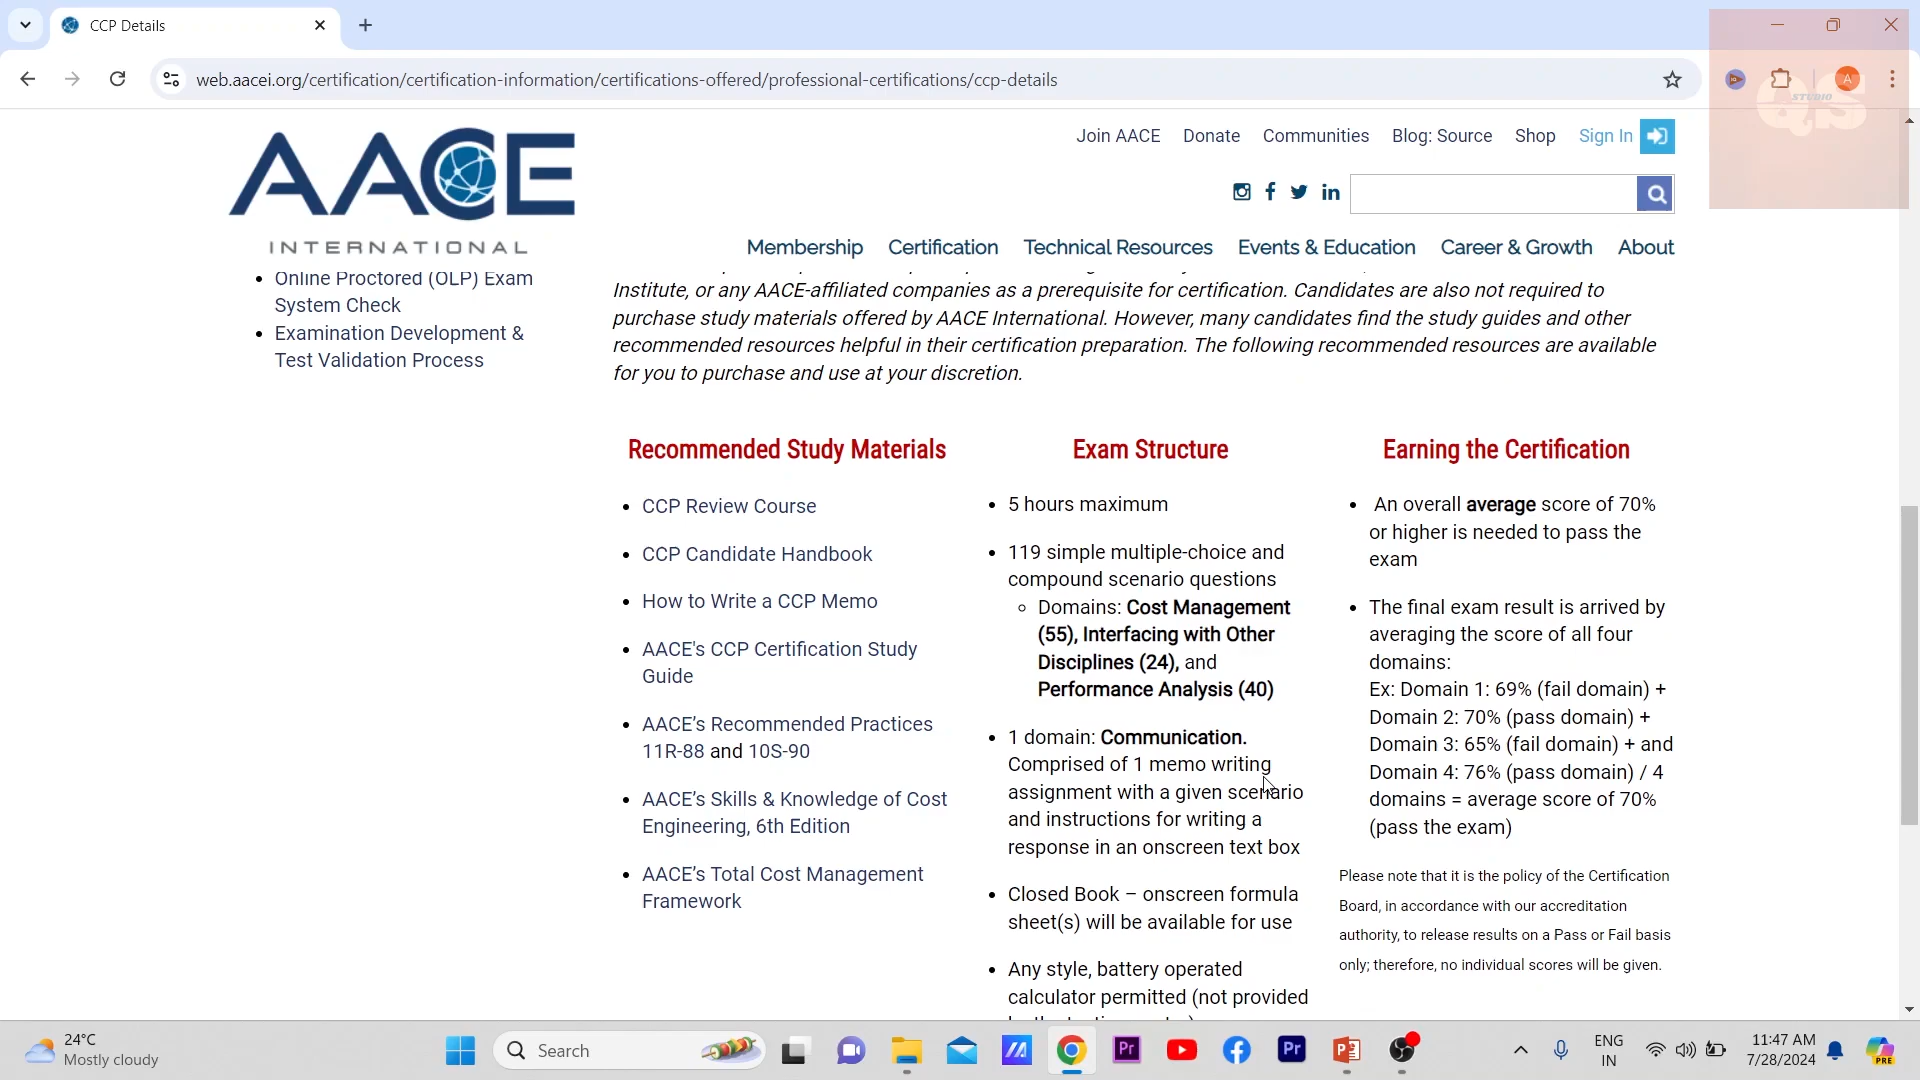 CCP Details
web.aacei.org/certification/certification-information/certifications-offered/professional-certifications/ccp-details
A
STUDIO
QS
AACE
INTERNATIONAL
Join AACE
Donate
Communities
Blog: Source
Shop
Sign In
Membership
Certification
Technical Resources
Events & Education
Career & Growth
About
• Online Proctored (OLP) Exam
System Check
• Examination Development &
Test Validation Process
Institute, or any AACE-affiliated companies as a prerequisite for certification. Candidates are also not required to
purchase study materials offered by AACE International. However, many candidates find the study guides and other
recommended resources helpful in their certification preparation. The following recommended resources are available
for you to purchase and use at your discretion.
Recommended Study Materials
• CCP Review Course
• CCP Candidate Handbook
• How to Write a CCP Memo
• AACE's CCP Certification Study
Guide
• AACE’s Recommended Practices
11R-88 and 10S-90
• AACE’s Skills & Knowledge of Cost
Engineering, 6th Edition
• AACE’s Total Cost Management
Framework
Exam Structure
• 5 hours maximum
• 119 simple multiple-choice and
compound scenario questions
◦ Domains: Cost Management
(55), Interfacing with Other
Disciplines (24), and
Performance Analysis (40)
• 1 domain: Communication.
Comprised of 1 memo writing
assignment with a given scenario
and instructions for writing a
response in an onscreen text box
• Closed Book – onscreen formula
sheet(s) will be available for use
• Any style, battery operated
calculator permitted (not provided
Earning the Certification
• An overall average score of 70%
or higher is needed to pass the
exam
• The final exam result is arrived by
averaging the score of all four
domains:
Ex: Domain 1: 69% (fail domain) +
Domain 2: 70% (pass domain) +
Domain 3: 65% (fail domain) + and
Domain 4: 76% (pass domain) / 4
domains = average score of 70%
(pass the exam)
Please note that it is the policy of the Certification
Board, in accordance with our accreditation
authority, to release results on a Pass or Fail basis
only; therefore, no individual scores will be given.
24°C
Mostly cloudy
Search
Pr
Pr
ENG
IN
11:47 AM
7/28/2024
PRE